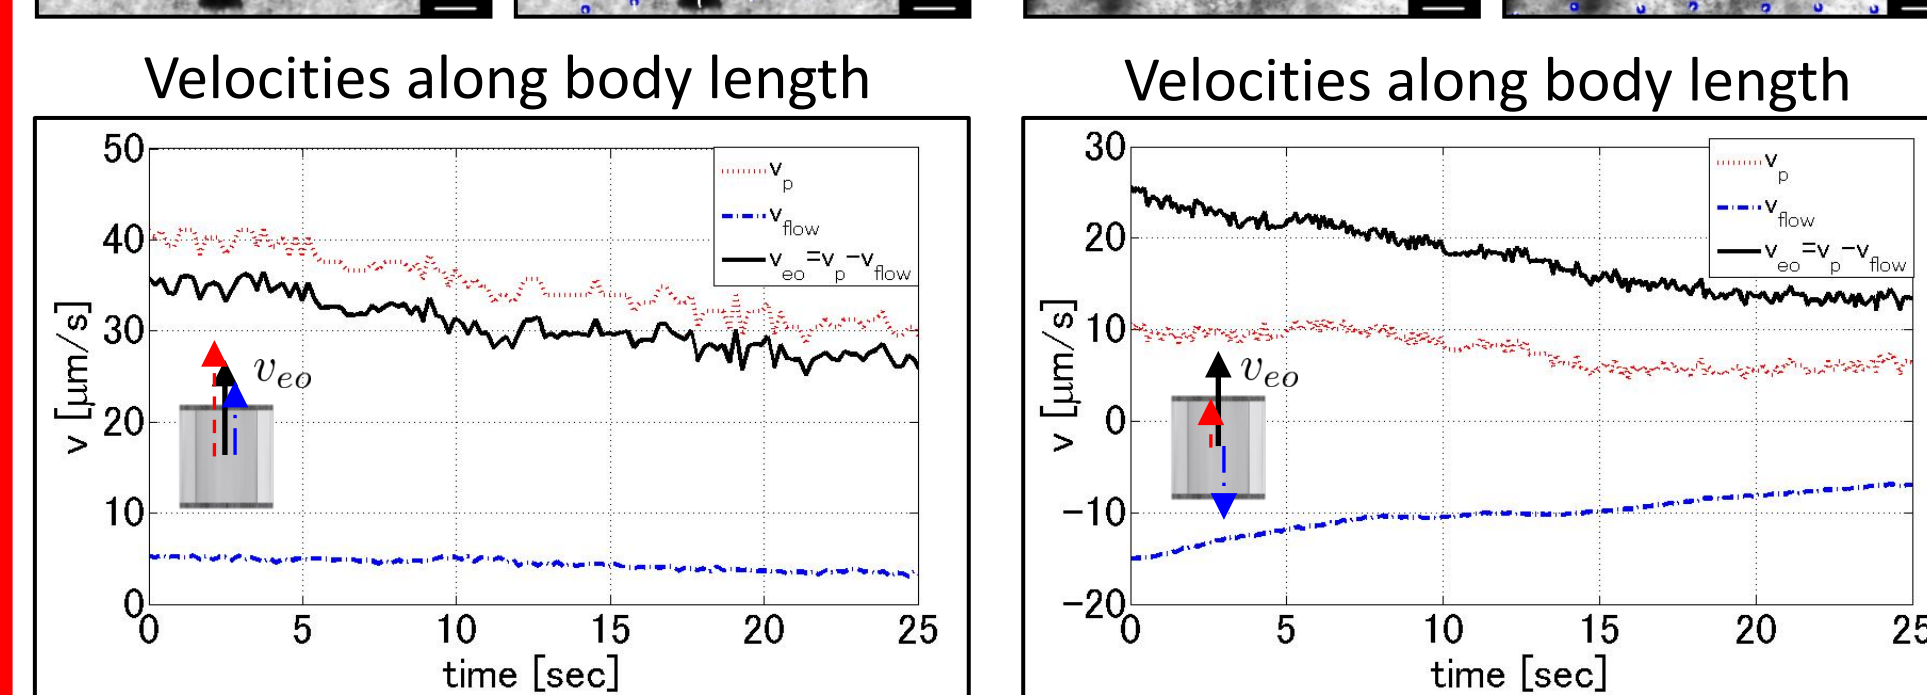 Velocities along body length
50
40
30
20
10
0
v [μm/s]
0 5 10 15 20 25
time [sec]
v_p
v_flow
v_eo=v_p-v_flow
v_eo
Velocities along body length
30
20
10
0
-10
-20
v [μm/s]
0 5 10 15 20 25
time [sec]
v_p
v_flow
v_eo=v_p-v_flow
v_eo